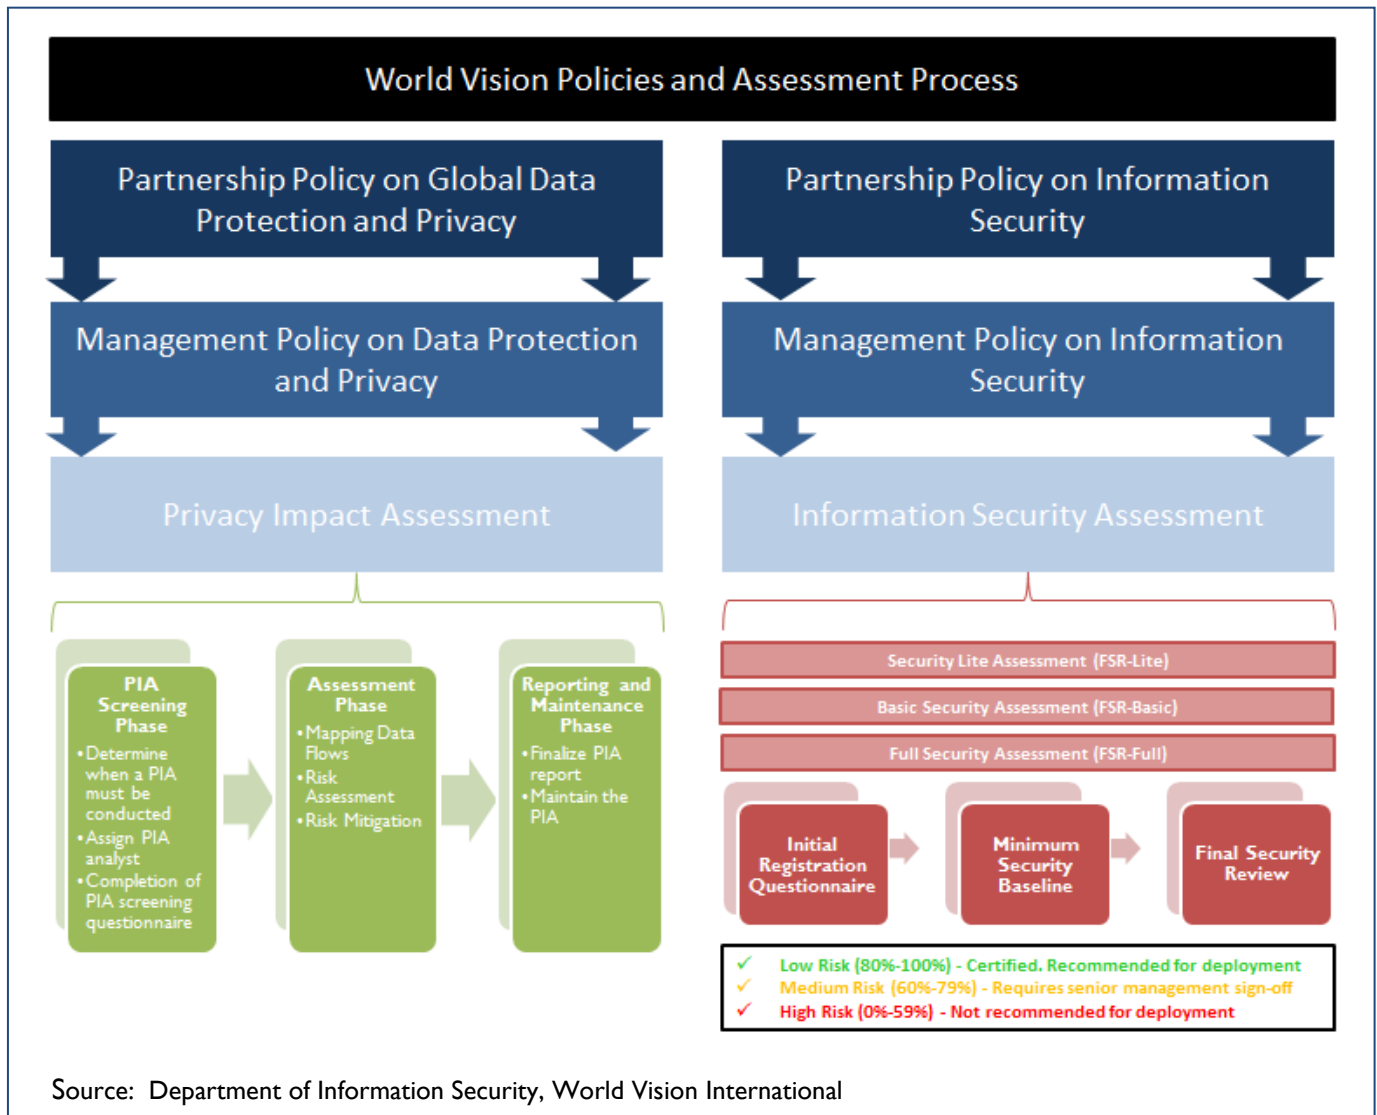 World Vision Policies and Assessment Process
Partnership Policy on Global Data
Protection and Privacy
Management Policy on Data Protection
and Privacy
Privacy Impact Assessment
PIA
Screening
Phase
•Determine
when a PIA
must be
conducted
•Assign PIA
analyst
•Completion of
PIA screening
questionnaire
Assessment
Phase
•Mapping Data
Flows
•Risk
Assessment
•Risk Mitigation
Reporting and
Maintenance
Phase
•Finalize PIA
report
•Maintain the
PIA
Partnership Policy on Information
Security
Management Policy on Information
Security
Information Security Assessment
Security Lite Assessment (FSR-Lite)
Basic Security Assessment (FSR-Basic)
Full Security Assessment (FSR-Full)
Initial
Registration
Questionnaire
Minimum
Security
Baseline
Final Security
Review
✓ Low Risk (80%-100%) - Certified. Recommended for deployment
✓ Medium Risk (60%-79%) - Requires senior management sign-off
✓ High Risk (0%-59%) - Not recommended for deployment
Source: Department of Information Security, World Vision International